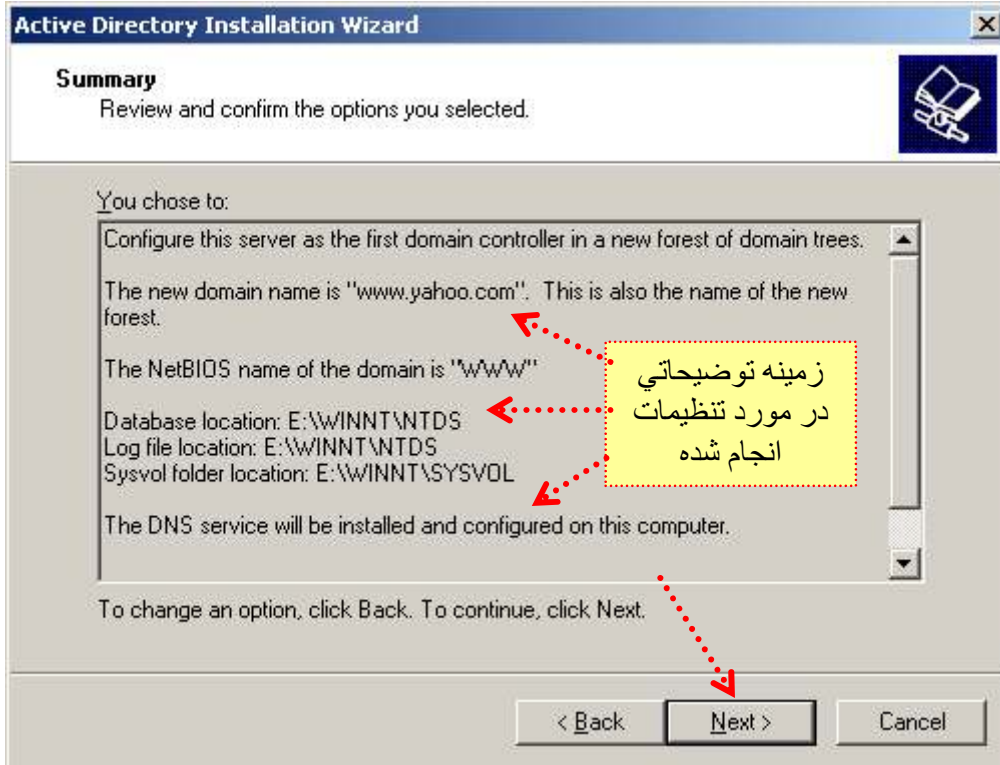 Active Directory Installation Wizard
Summary
Review and confirm the options you selected.
You chose to:
Configure this server as the first domain controller in a new forest of domain trees.
The new domain name is "www.yahoo.com". This is also the name of the new
forest.
The NetBIOS name of the domain is "WWW"
Database location: E:\WINNT\NTDS
Log file location: E:\WINNT\NTDS
Sysvol folder location: E:\WINNT\SYSVOL
The DNS service will be installed and configured on this computer.
زمينه توضيحاتي
در مورد تنظيمات
انجام شده
To change an option, click Back. To continue, click Next.
< Back
Next >
Cancel